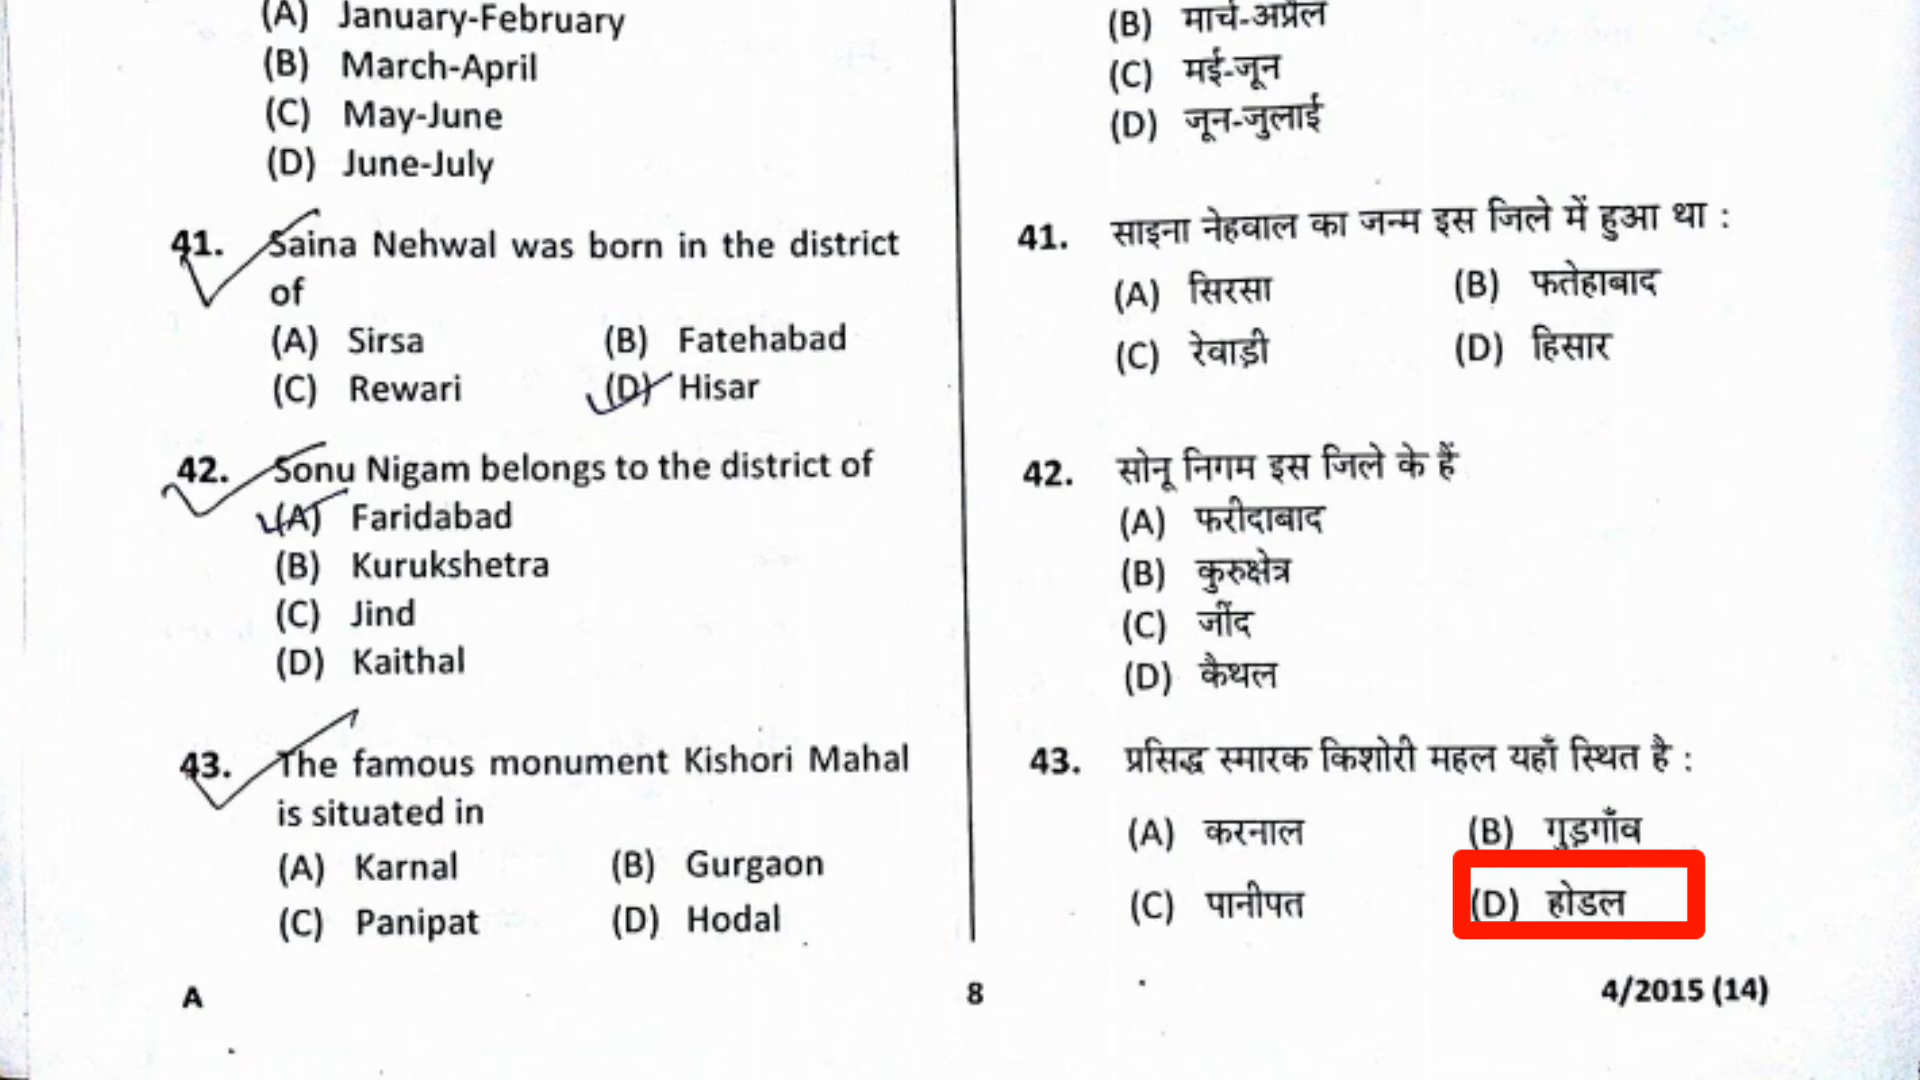 (A) January-February
(B) March-April
(C) May-June
(D) June-July
41. Saina Nehwal was born in the district
of
(A) Sirsa (B) Fatehabad
(C) Rewari (D) Hisar
42. Sonu Nigam belongs to the district of
(A) Faridabad
(B) Kurukshetra
(C) Jind
(D) Kaithal
43. The famous monument Kishori Mahal
is situated in
(A) Karnal (B) Gurgaon
(C) Panipat (D) Hodal
(B) मार्च-अप्रैल
(C) मई-जून
(D) जून-जुलाई
41. साइना नेहवाल का जन्म इस जिले में हुआ था :
(A) सिरसा (B) फतेहाबाद
(C) रेवाड़ी (D) हिसार
42. सोनू निगम इस जिले के हैं
(A) फरीदाबाद
(B) कुरुक्षेत्र
(C) जींद
(D) कैथल
43. प्रसिद्ध स्मारक किशोरी महल यहाँ स्थित है :
(A) करनाल (B) गुड़गाँव
(C) पानीपत (D) होडल
A 8 4/2015 (14)